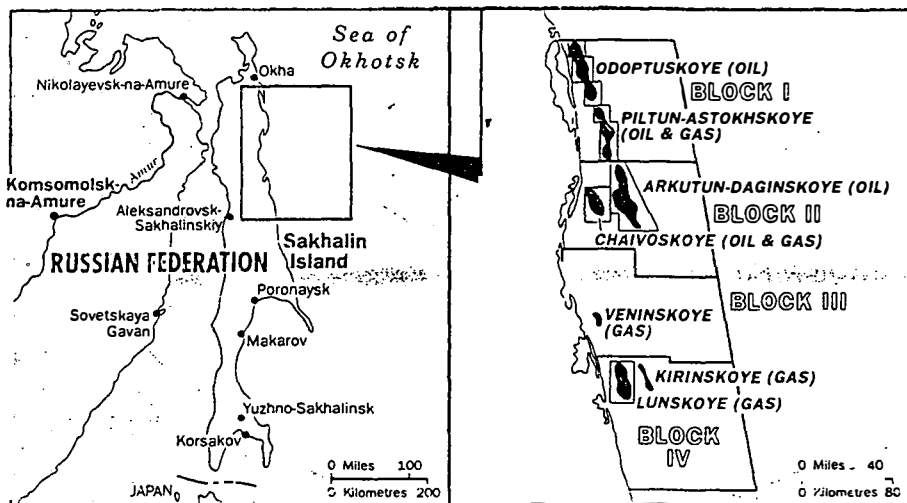 Sea of
Okhotsk
Okha
Nikolayevsk-na-Amure
Amur
Komsomolsk-
na-Amure
Aleksandrovsk-
Sakhalinskiy
Sakhalin
Island
RUSSIAN FEDERATION
Poronaysk
Sovetskaya
Gavan
Makarov
Yuzhno-Sakhalinsk
Korsakov
JAPAN
0 Miles 100
0 Kilometres 200
ODOPTUSKOYE (OIL)
BLOCK I
PILTUN-ASTOKHSKOYE
(OIL & GAS)
ARKUTUN-DAGINSKOYE (OIL)
BLOCK II
CHAIVOSKOYE (OIL & GAS)
BLOCK III
VENINSKOYE
(GAS)
KIRINSKOYE (GAS)
LUNSKOYE (GAS)
BLOCK
IV
0 Miles 40
0 Kilometres 80